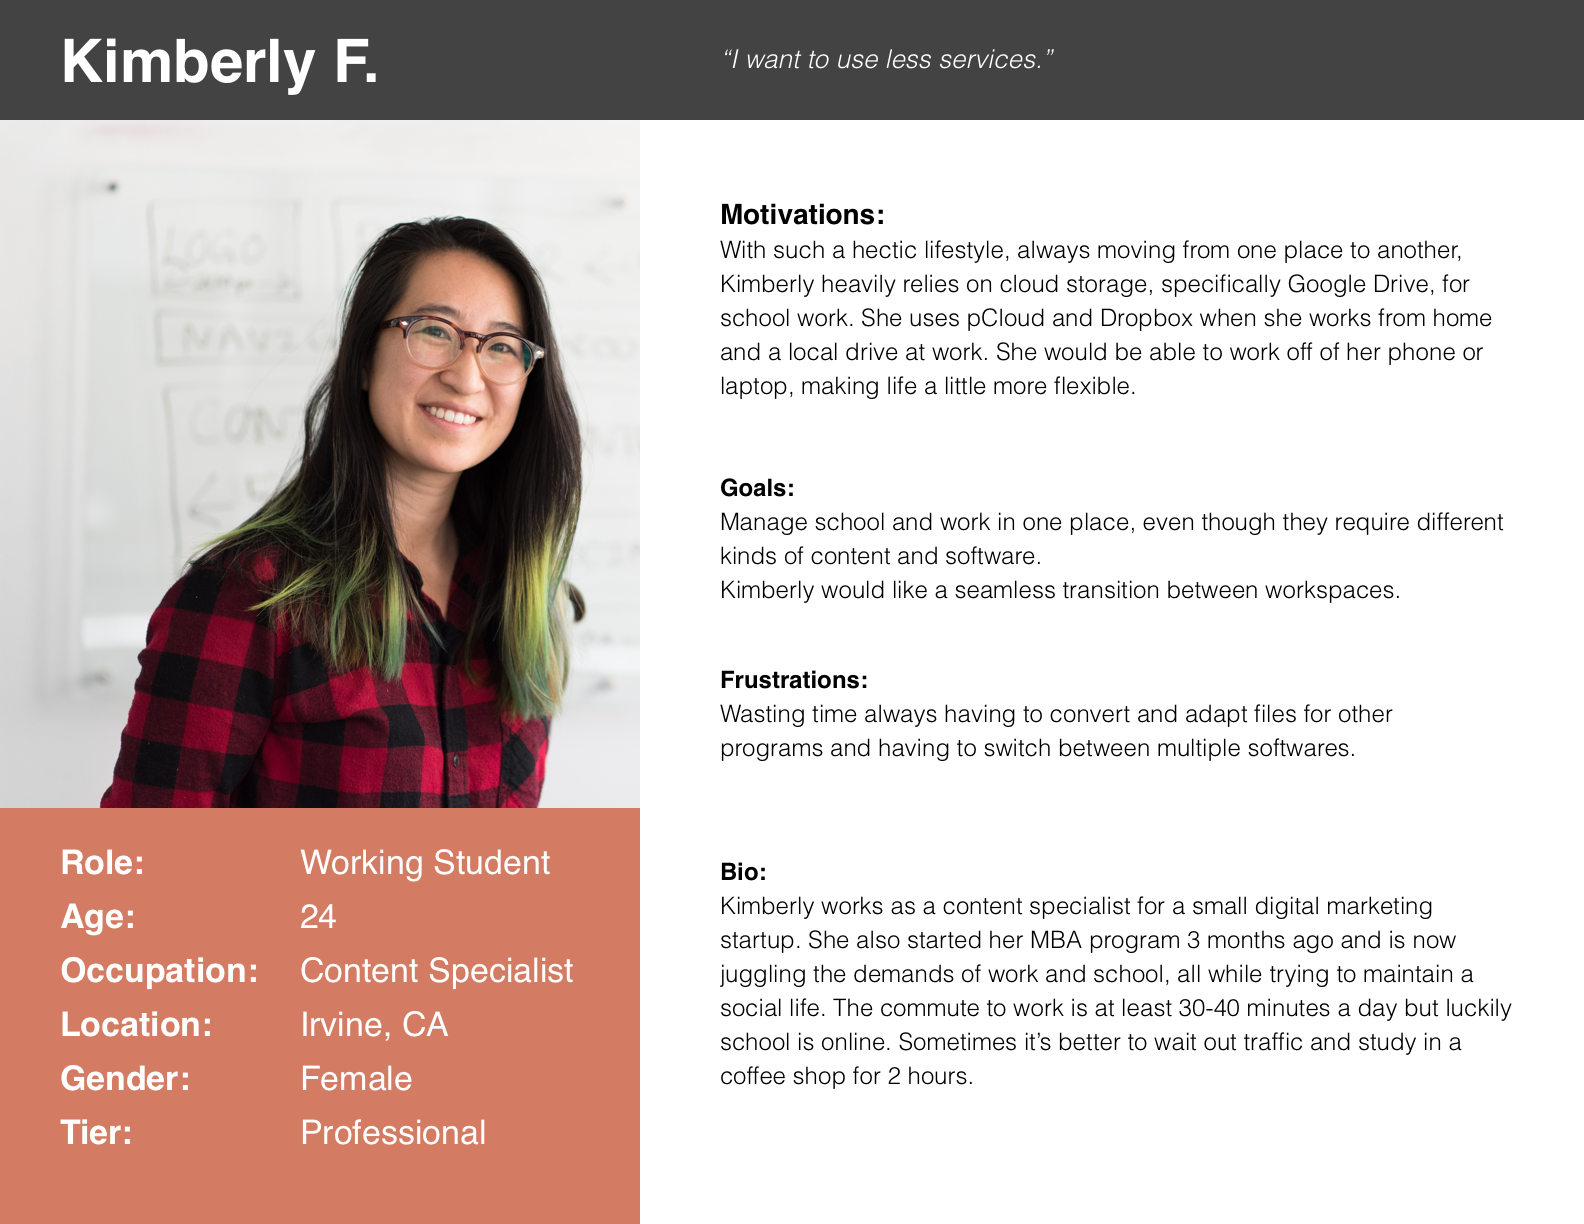 Kimberly F.
“I want to use less services.”
LOGO
NAVIG
CONT
Role: Working Student
Age: 24
Occupation: Content Specialist
Location: Irvine, CA
Gender: Female
Tier: Professional
Motivations:
With such a hectic lifestyle, always moving from one place to another,
Kimberly heavily relies on cloud storage, specifically Google Drive, for
school work. She uses pCloud and Dropbox when she works from home
and a local drive at work. She would be able to work off of her phone or
laptop, making life a little more flexible.
Goals:
Manage school and work in one place, even though they require different
kinds of content and software.
Kimberly would like a seamless transition between workspaces.
Frustrations:
Wasting time always having to convert and adapt files for other
programs and having to switch between multiple softwares.
Bio:
Kimberly works as a content specialist for a small digital marketing
startup. She also started her MBA program 3 months ago and is now
juggling the demands of work and school, all while trying to maintain a
social life. The commute to work is at least 30-40 minutes a day but luckily
school is online. Sometimes it’s better to wait out traffic and study in a
coffee shop for 2 hours.